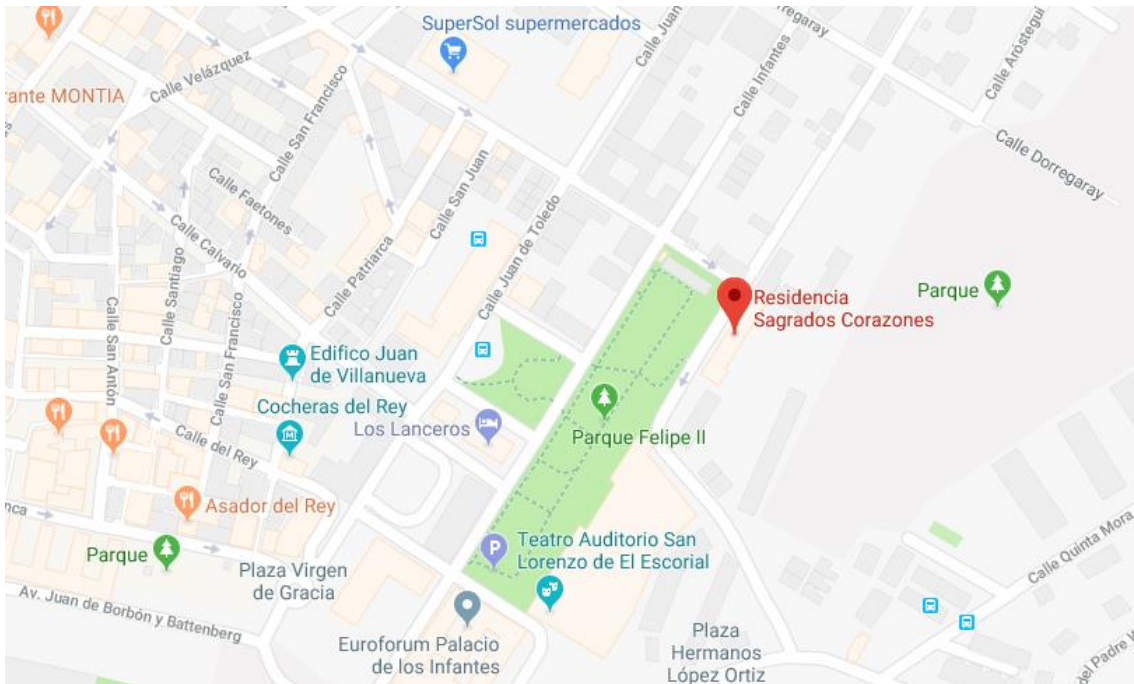 SuperSol supermercados
Calle Juan
Dorregaray
Calle Aróstegui
Calle Velázquez
rante MONTIA
Calle San Francisco
Calle Infantes
Calle Dorregaray
Calle Faetones
Calle San Juan
Calle Calvario
Calle Patriarca
Calle Juan de Toledo
Calle Santiago
Calle San Antón
Calle San Francisco
Residencia
Sagrados Corazones
Parque
Edifico Juan
de Villanueva
Cocheras del Rey
Los Lanceros
Parque Felipe II
Calle del Rey
Asador del Rey
nca
Parque
P
Teatro Auditorio San
Lorenzo de El Escorial
Calle Quinta Mora
Plaza Virgen
de Gracia
Av. Juan de Borbón y Battenberg
Euroforum Palacio
de los Infantes
Plaza
Hermanos
López Ortiz
del Padre